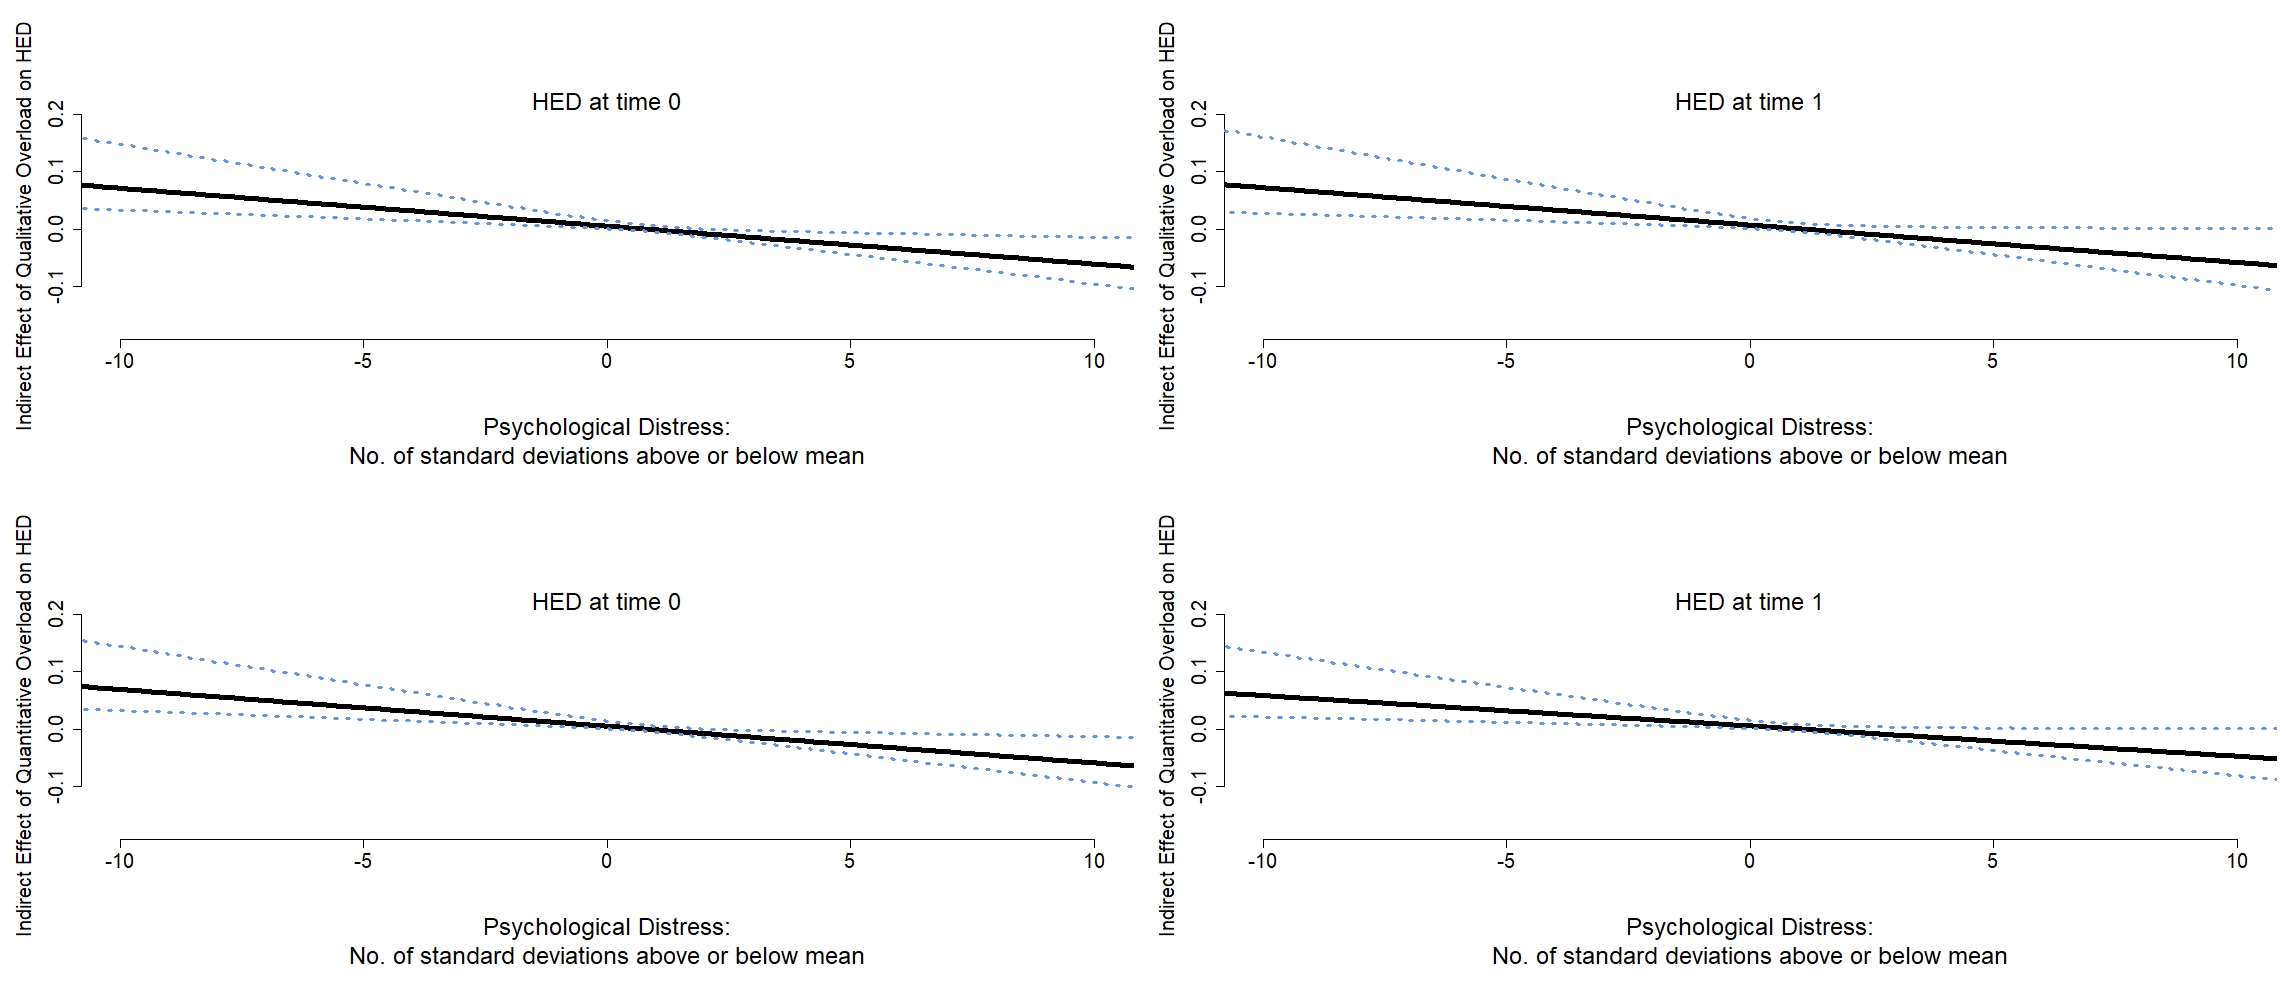 Indirect Effect of Qualitative Overload on HED
HED at time 0
0.2
0.1
0.0
-0.1
-10 -5 0 5 10
Psychological Distress:
No. of standard deviations above or below mean
Indirect Effect of Qualitative Overload on HED
HED at time 1
0.2
0.1
0.0
-0.1
-10 -5 0 5 10
Psychological Distress:
No. of standard deviations above or below mean
Indirect Effect of Quantitative Overload on HED
HED at time 0
0.2
0.1
0.0
-0.1
-10 -5 0 5 10
Psychological Distress:
No. of standard deviations above or below mean
Indirect Effect of Quantitative Overload on HED
HED at time 1
0.2
0.1
0.0
-0.1
-10 -5 0 5 10
Psychological Distress:
No. of standard deviations above or below mean